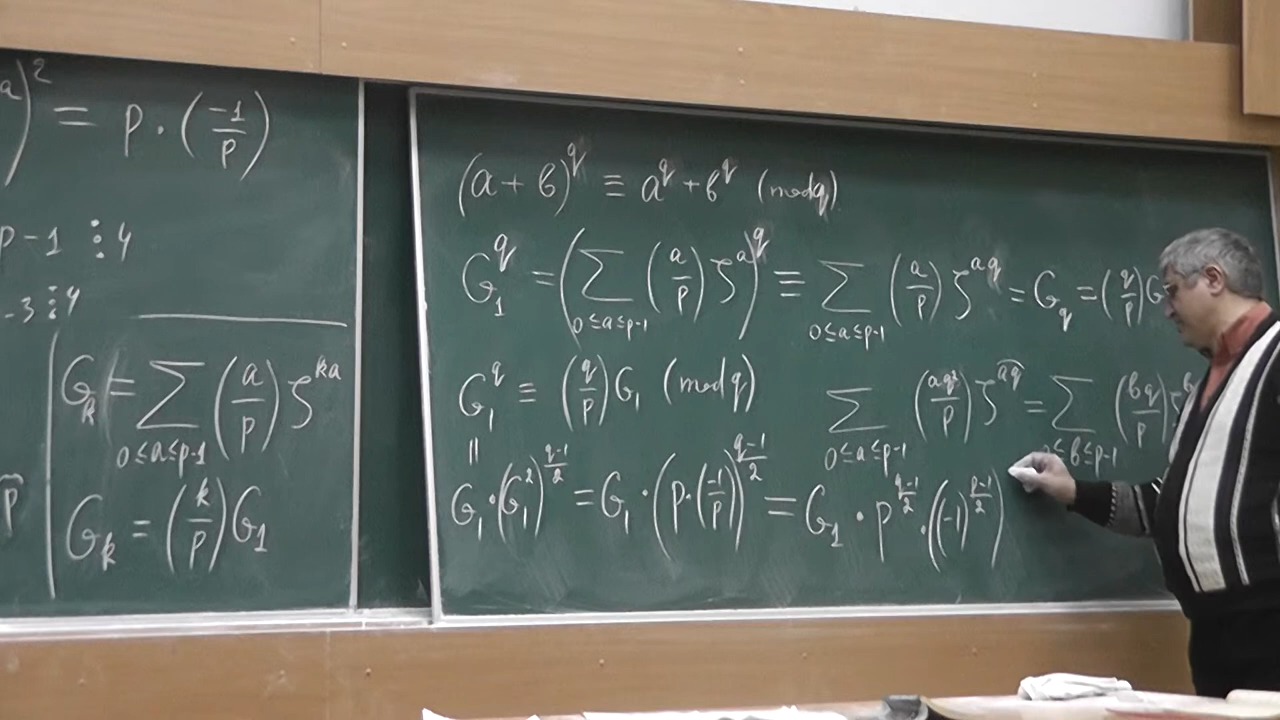 a)² = p · (−1/p)
p−1 ⋮ 4
−3 ⋮ 4
G_k = ∑_{0≤a≤p−1} (a/p) ζ^{ka}
p
G_k = (k/p) G_1
(a + b)^q ≡ a^q + b^q (mod q)
G_1^q = (∑_{0≤a≤p−1} (a/p) ζ^a)^q ≡ ∑_{0≤a≤p−1} (a/p) ζ^{aq} = G_q = (q/p) G
G_1^q ≡ (q/p) G_1 (mod q)
∑_{0≤a≤p−1} (aq²/p) ζ^{aq} = ∑_{0≤b≤p−1} (bq/p) ζ^b
||
G_1 · (G_1²)^{(q−1)/2} = G_1 · (p · (−1/p))^{(q−1)/2} = G_1 · p^{(q−1)/2} · ((−1)^{(p−1)/2})